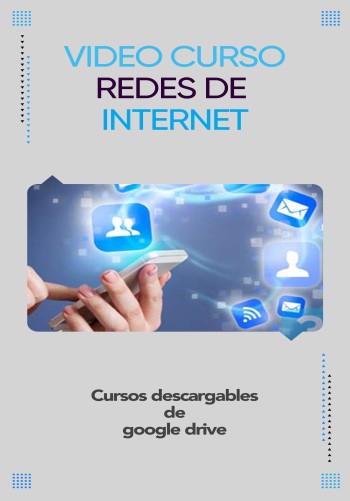 VIDEO CURSO
REDES DE
INTERNET
Cursos descargables
de
google drive